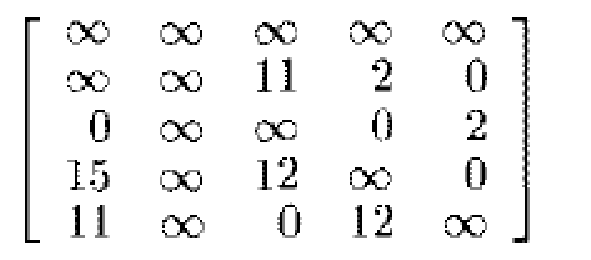 ∞ ∞ ∞ ∞ ∞
∞ ∞ 11 2 0
0 ∞ ∞ 0 2
15 ∞ 12 ∞ 0
11 ∞ 0 12 ∞